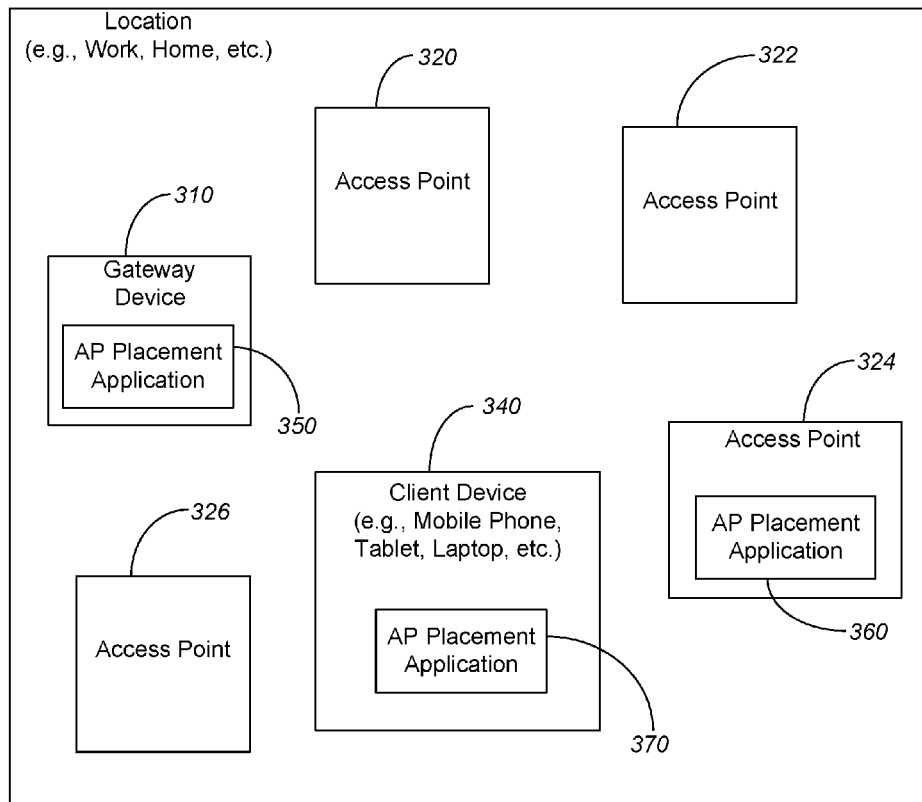 Location
(e.g., Work, Home, etc.)
320
322
Access Point
Access Point
310
Gateway
Device
AP Placement
Application
350
324
Access Point
AP Placement
Application
360
340
Client Device
(e.g., Mobile Phone,
Tablet, Laptop, etc.)
AP Placement
Application
370
326
Access Point